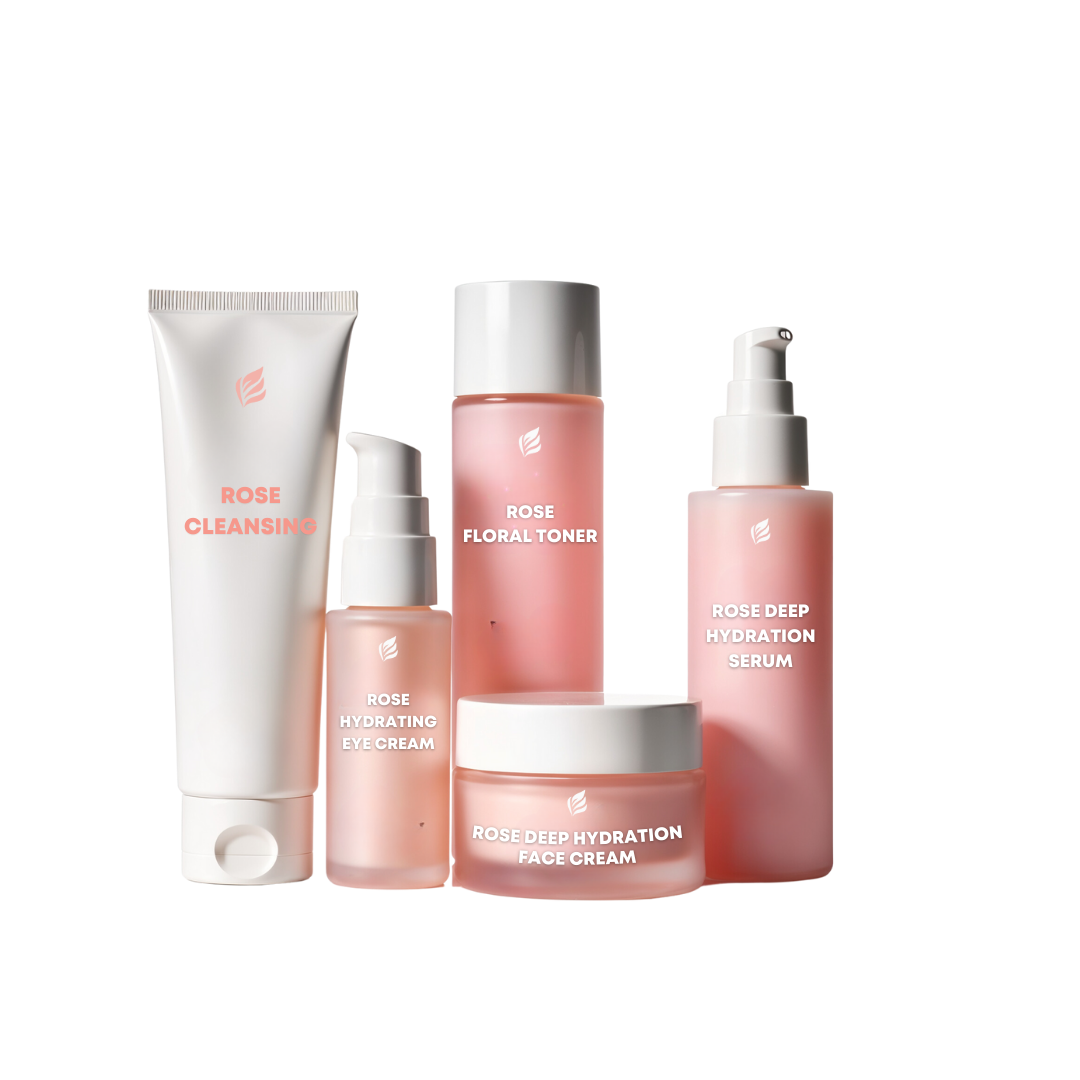 ROSE
CLEANSING
ROSE
HYDRATING
EYE CREAM
ROSE
FLORAL TONER
ROSE DEEP HYDRATION
FACE CREAM
ROSE DEEP
HYDRATION
SERUM